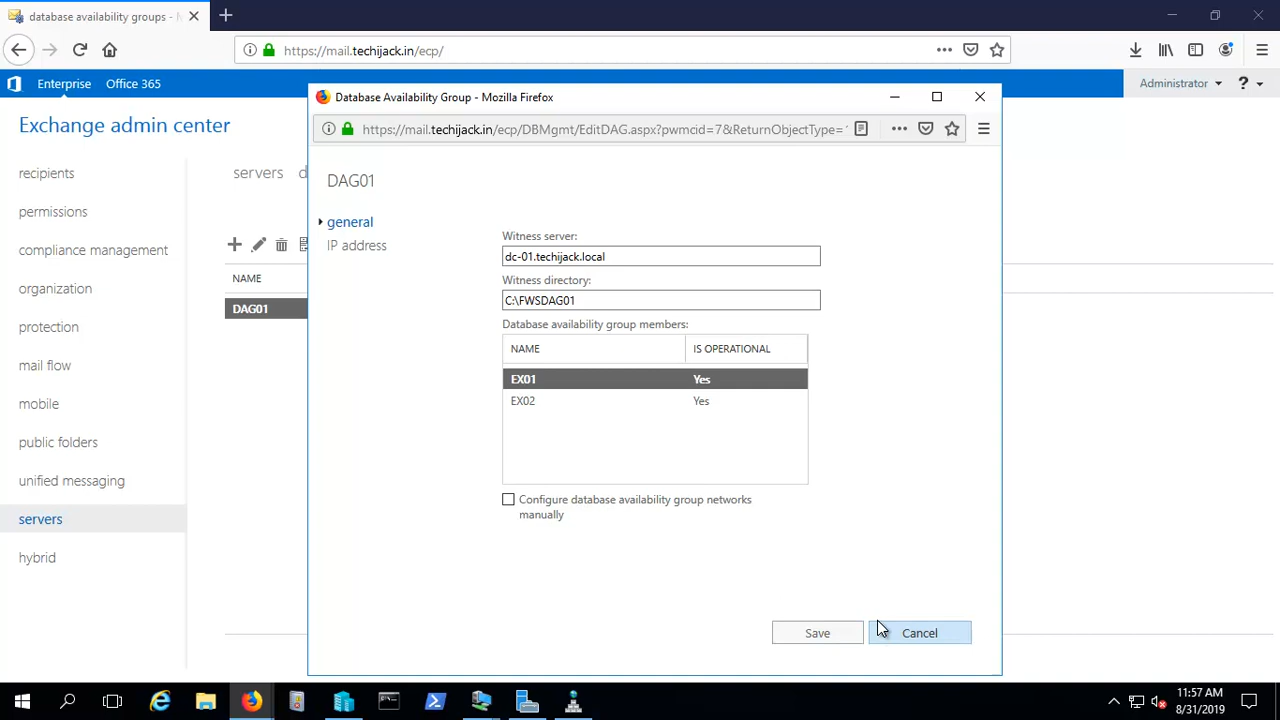 database availability groups - M
https://mail.techijack.in/ecp/
Enterprise Office 365
Administrator ?
Exchange admin center
recipients
permissions
compliance management
organization
protection
mail flow
mobile
public folders
unified messaging
servers
hybrid
servers d
NAME
DAG01
Database Availability Group - Mozilla Firefox
https://mail.techijack.in/ecp/DBMgmt/EditDAG.aspx?pwmcid=7&ReturnObjectType=1
DAG01
general
IP address
Witness server:
dc-01.techijack.local
Witness directory:
C:\FWSDAG01
Database availability group members:
NAME IS OPERATIONAL
EX01 Yes
EX02 Yes
Configure database availability group networks
manually
Save Cancel
11:57 AM
8/31/2019